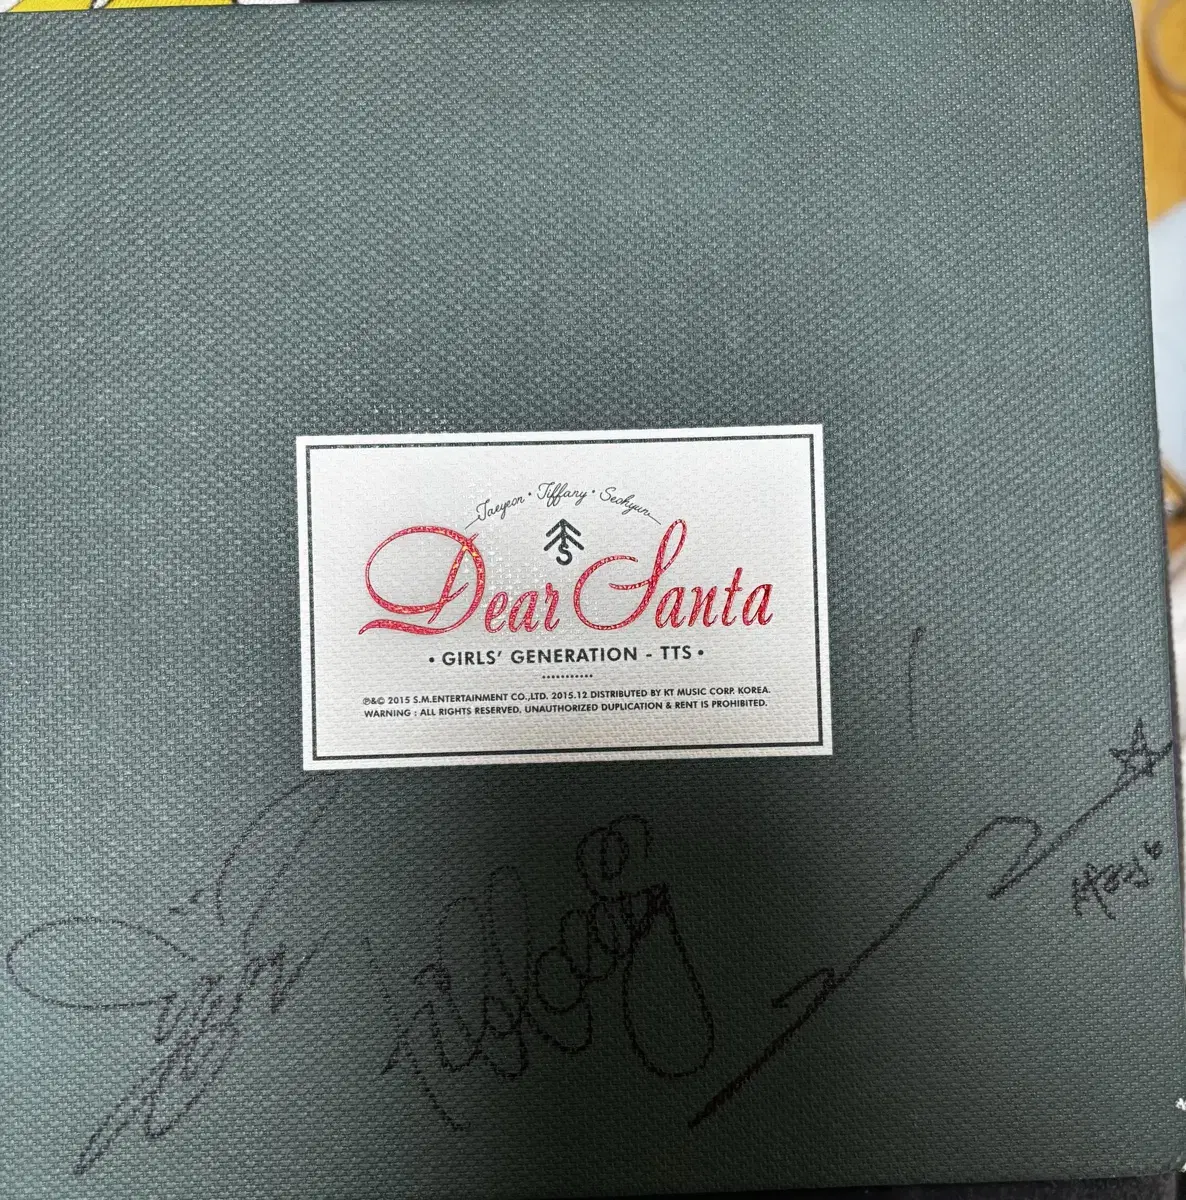 Taeyeon · Tiffany · Seohyun
S
Dear Santa
• GIRLS' GENERATION - TTS •
℗&© 2015 S.M.ENTERTAINMENT CO.,LTD. 2015.12 DISTRIBUTED BY KT MUSIC CORP. KOREA.
WARNING : ALL RIGHTS RESERVED. UNAUTHORIZED DUPLICATION & RENT IS PROHIBITED.